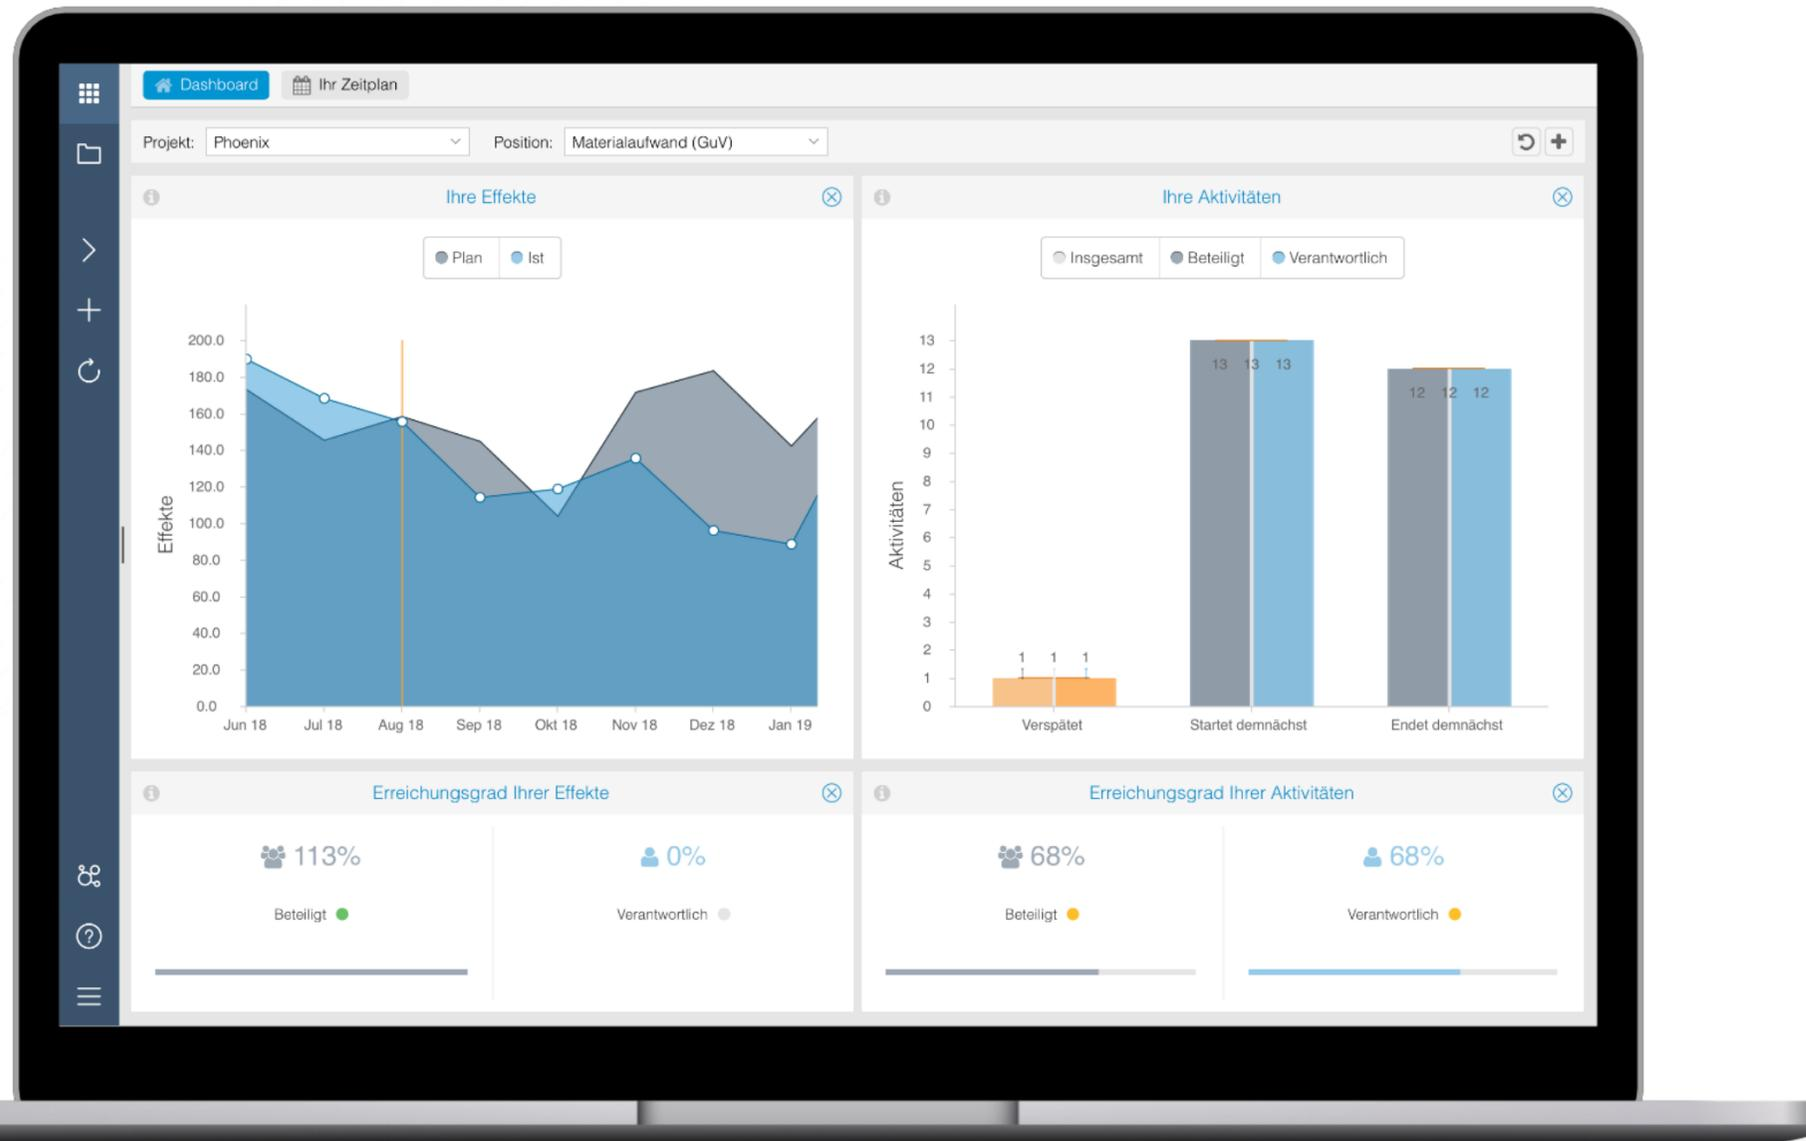 Dashboard
Ihr Zeitplan
Projekt: Phoenix
Position: Materialaufwand (GuV)
Ihre Effekte
Plan
Ist
Effekte
200.0
180.0
160.0
140.0
120.0
100.0
80.0
60.0
40.0
20.0
0.0
Jun 18 Jul 18 Aug 18 Sep 18 Okt 18 Nov 18 Dez 18 Jan 19
Ihre Aktivitäten
Insgesamt
Beteiligt
Verantwortlich
Aktivitäten
13
12
11
10
9
8
7
6
5
4
3
2
1
0
1 1 1
13 13 13
12 12 12
Verspätet Startet demnächst Endet demnächst
Erreichungsgrad Ihrer Effekte
113%
Beteiligt
0%
Verantwortlich
Erreichungsgrad Ihrer Aktivitäten
68%
Beteiligt
68%
Verantwortlich